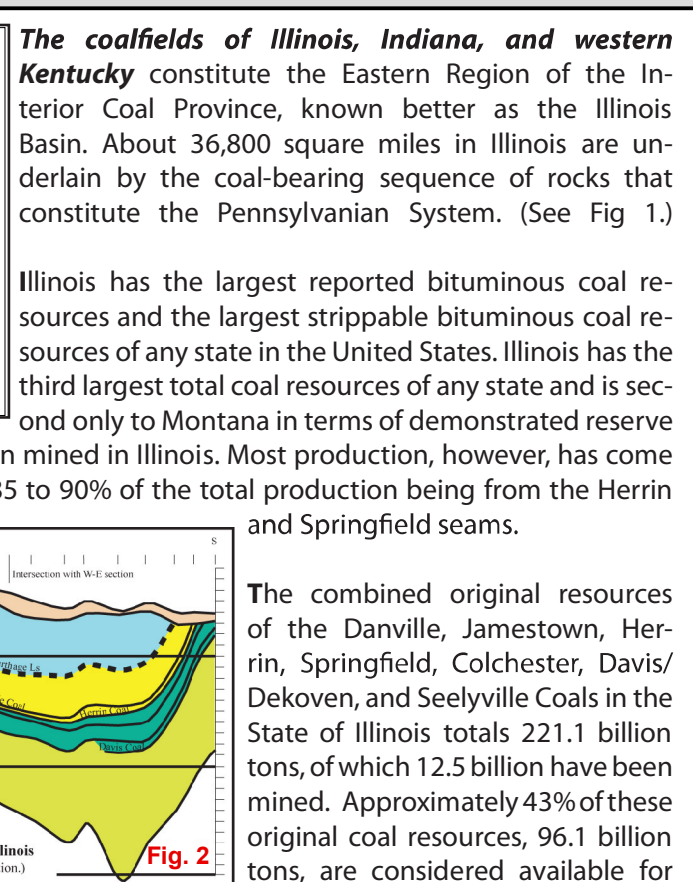 The coalfields of Illinois, Indiana, and western
Kentucky constitute the Eastern Region of the In-
terior Coal Province, known better as the Illinois
Basin. About 36,800 square miles in Illinois are un-
derlain by the coal-bearing sequence of rocks that
constitute the Pennsylvanian System. (See Fig 1.)
Illinois has the largest reported bituminous coal re-
sources and the largest strippable bituminous coal re-
sources of any state in the United States. Illinois has the
third largest total coal resources of any state and is sec-
ond only to Montana in terms of demonstrated reserve
n mined in Illinois. Most production, however, has come
85 to 90% of the total production being from the Herrin
and Springfield seams.
S
Intersection with W-E section
rthage Ls
Coal
Herrin Coal
Davis Coal
linois
ion.)
Fig. 2
The combined original resources
of the Danville, Jamestown, Her-
rin, Springfield, Colchester, Davis/
Dekoven, and Seelyville Coals in the
State of Illinois totals 221.1 billion
tons, of which 12.5 billion have been
mined. Approximately 43% of these
original coal resources, 96.1 billion
tons, are considered available for